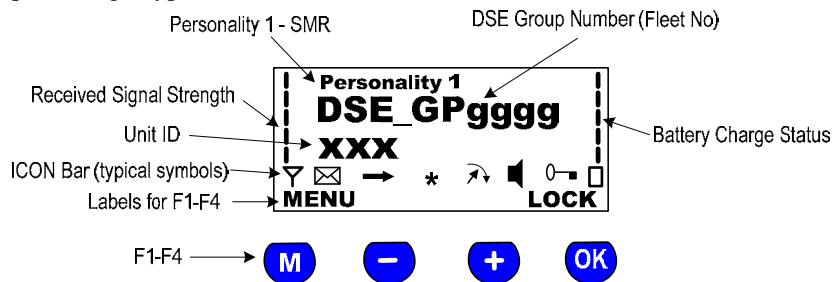 Personality 1 - SMR
DSE Group Number (Fleet No)
Received Signal Strength
Personality 1
DSE_GPgggg
Unit ID
xxx
Battery Charge Status
ICON Bar (typical symbols)
*
Labels for F1-F4
MENU
LOCK
F1-F4
M - + OK